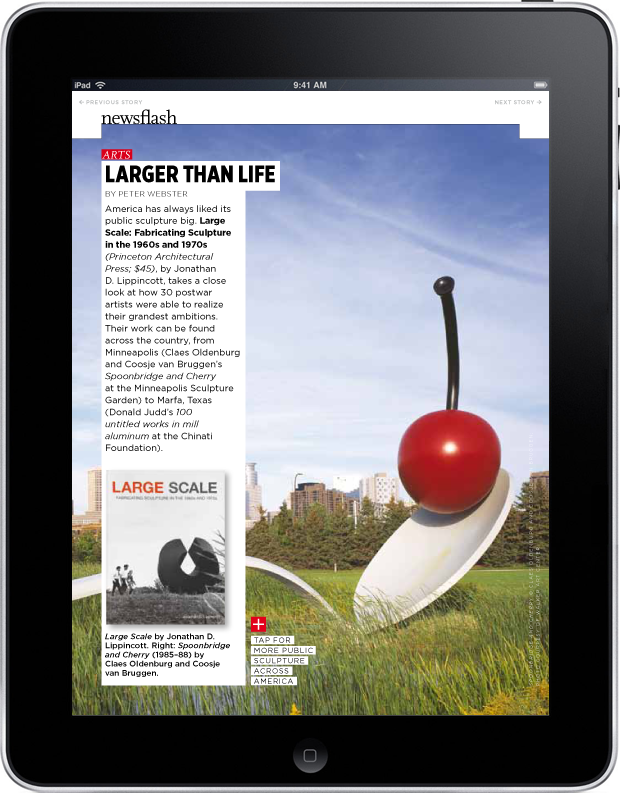 iPad
9:41 AM
← PREVIOUS STORY
NEXT STORY →
newsflash
ARTS
LARGER THAN LIFE
BY PETER WEBSTER
America has always liked its
public sculpture big. Large
Scale: Fabricating Sculpture
in the 1960s and 1970s
(Princeton Architectural
Press; $45), by Jonathan
D. Lippincott, takes a close
look at how 30 postwar
artists were able to realize
their grandest ambitions.
Their work can be found
across the country, from
Minneapolis (Claes Oldenburg
and Coosje van Bruggen's
Spoonbridge and Cherry
at the Minneapolis Sculpture
Garden) to Marfa, Texas
(Donald Judd's 100
untitled works in mill
aluminum at the Chinati
Foundation).
LARGE SCALE
FABRICATING SCULPTURE IN THE 1960s AND 1970s
Large Scale by Jonathan D.
Lippincott. Right: Spoonbridge
and Cherry (1985–88) by
Claes Oldenburg and Coosje
van Bruggen.
+
TAP FOR
MORE PUBLIC
SCULPTURE
ACROSS
AMERICA